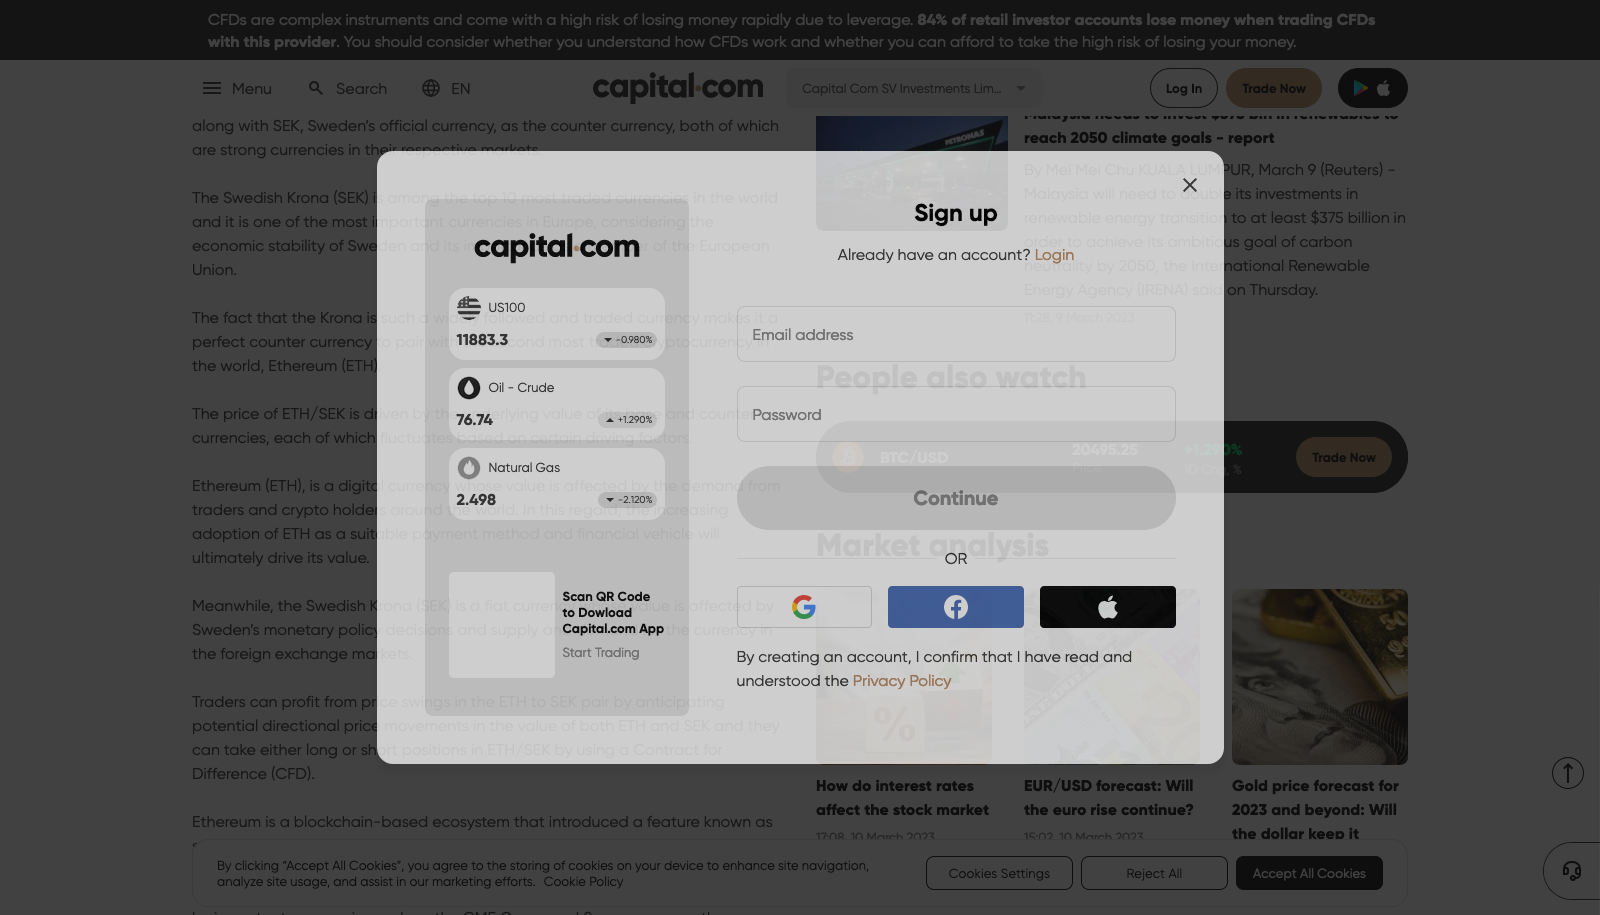 CFDs are complex instruments and come with a high risk of losing money rapidly due to leverage. 84% of retail investor accounts lose money when trading CFDs
with this provider. You should consider whether you understand how CFDs work and whether you can afford to take the high risk of losing your money.
Menu
Search
EN
capital.com
Capital Com SV Investments Lim...
Log In
Trade Now
along with SEK, Sweden's official currency, as the counter currency, both of which
are strong currencies in their respective markets.
The Swedish Krona (SEK) is among the top 10 most traded currencies in the world
and it is one of the most important currencies in Europe, considering the
economic stability of Sweden and its in of the European
Union.
The fact that the Krona is such a widely followed and traded currency makes it a
perfect counter currency to pair with second most cryptocurrency in
the world, Ethereum (ETH).
The price of ETH/SEK is driven by the underlying value of and counter
currencies, each of which fluctuates based on certain driving factors.
Ethereum (ETH), is a digital currency whose value is affected by the demand from
traders and crypto holders around the world. In this regard, the increasing
adoption of ETH as a suitable payment method and financial vehicle will
ultimately drive its value.
Meanwhile, the Swedish Krona (SEK) is a fiat currency value is affected by
Sweden's monetary policy decisions and supply and the currency in
the foreign exchange markets.
Traders can profit from price swings in the ETH to SEK pair by anticipating
potential directional price movements in the value of both ETH and SEK and they
can take either long or short positions in ETH/SEK by using a Contract for
Difference (CFD).
Ethereum is a blockchain-based ecosystem that introduced a feature known as
PETRONAS
Malaysia needs to invest $375 bln in renewables to
reach 2050 climate goals - report
By Mei Mei Chu KUALA LUMPUR, March 9 (Reuters) -
Malaysia will need to double its investments in
renewable energy transition to at least $375 billion in
order to achieve its ambitious goal of carbon
neutrality by 2050, the International Renewable
Energy Agency (IRENA) said on Thursday.
11:28, 9 March 2023
People also watch
BTC/USD
20495.25
Price
+1.290%
1D Chg, %
Trade Now
Market analysis
%
How do interest rates
affect the stock market
17:08, 10 March 2023
EUR/USD forecast: Will
the euro rise continue?
15:02, 10 March 2023
Gold price forecast for
2023 and beyond: Will
the dollar keep it
capital.com
US100
11883.3
-0.980%
Oil - Crude
76.74
+1.290%
Natural Gas
2.498
-2.120%
Scan QR Code
to Dowload
Capital.com App
Start Trading
Sign up
Already have an account? Login
Email address
Password
Continue
OR
By creating an account, I confirm that I have read and
understood the Privacy Policy
By clicking "Accept All Cookies", you agree to the storing of cookies on your device to enhance site navigation,
analyze site usage, and assist in our marketing efforts. Cookie Policy
Cookies Settings
Reject All
Accept All Cookies